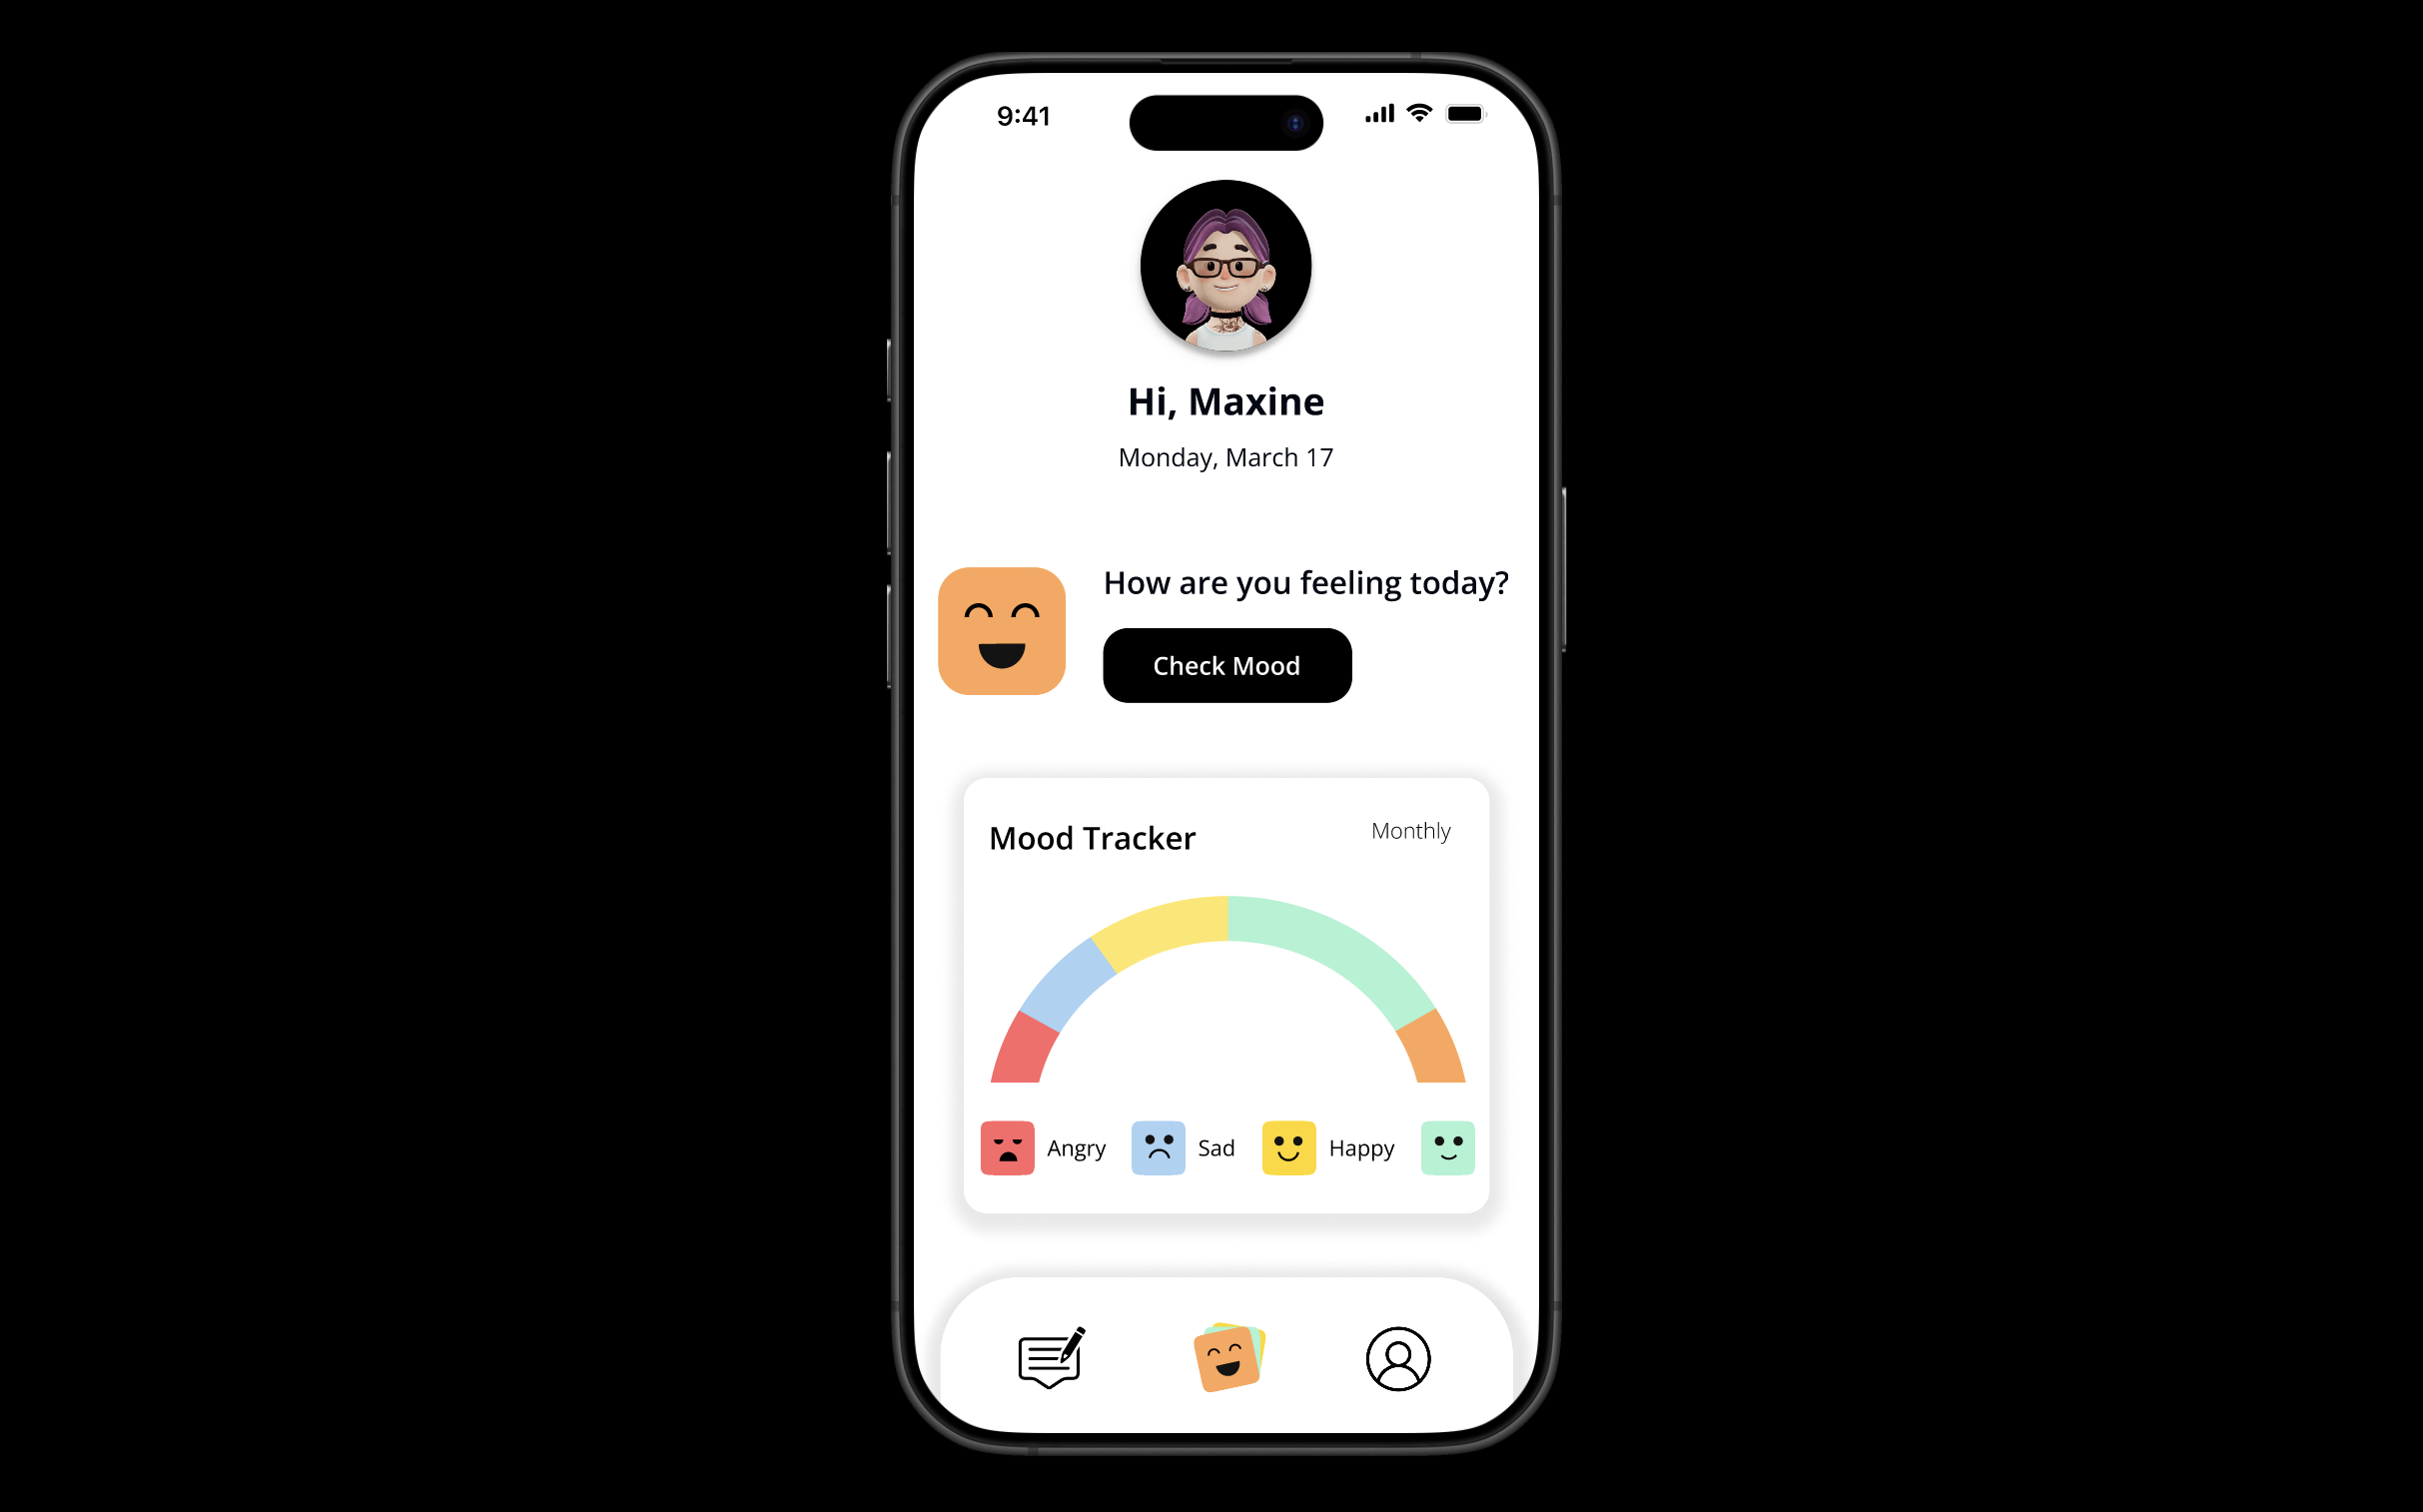 9:41
Hi, Maxine
Monday, March 17
How are you feeling today?
Check Mood
Mood Tracker
Monthly
Angry
Sad
Happy